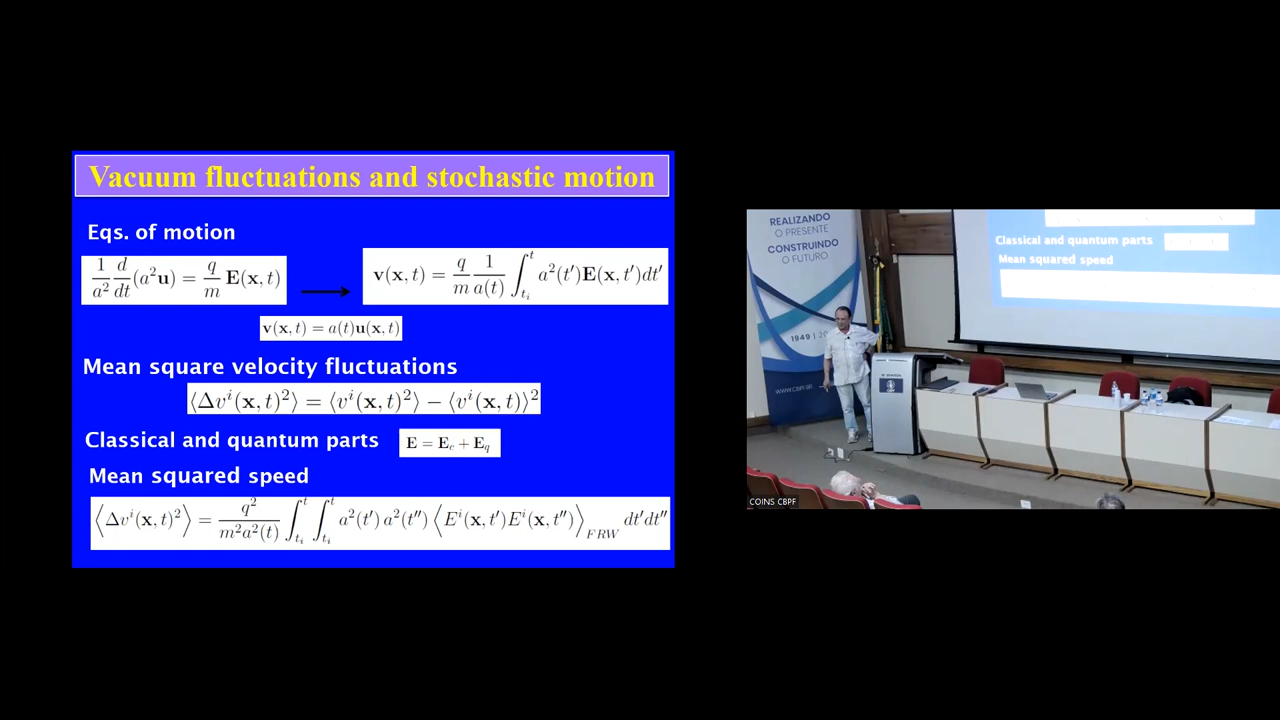 Vacuum fluctuations and stochastic motion
Eqs. of motion
\frac{1}{a^2}\frac{d}{dt}(a^2\mathbf{u}) = \frac{q}{m}\mathbf{E}(\mathbf{x},t)
\mathbf{v}(\mathbf{x},t) = \frac{q}{m}\frac{1}{a(t)}\int_{t_i}^{t} a^2(t')\mathbf{E}(\mathbf{x},t')dt'
\mathbf{v}(\mathbf{x},t) = a(t)\mathbf{u}(\mathbf{x},t)
Mean square velocity fluctuations
\langle\Delta v^i(\mathbf{x},t)^2\rangle = \langle v^i(\mathbf{x},t)^2\rangle - \langle v^i(\mathbf{x},t)\rangle^2
Classical and quantum parts
\mathbf{E} = \mathbf{E}_c + \mathbf{E}_q
Mean squared speed
\left\langle\Delta v^i(\mathbf{x},t)^2\right\rangle = \frac{q^2}{m^2a^2(t)}\int_{t_i}^{t}\int_{t_i}^{t} a^2(t')\,a^2(t'')\left\langle E^i(\mathbf{x},t')E^i(\mathbf{x},t'')\right\rangle_{FRW} dt'dt''
REALIZANDO
O PRESENTE
CONSTRUINDO
O FUTURO
1949 |
Classical and quantum parts
Mean squared speed
COINS CBPF